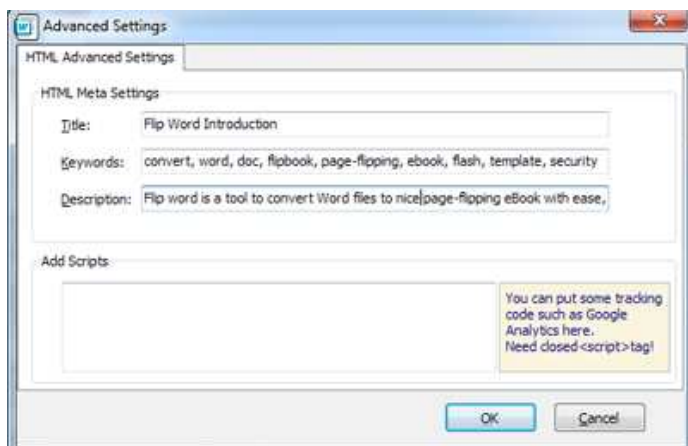 Advanced Settings
HTML Advanced Settings
HTML Meta Settings
Title: Flip Word Introduction
Keywords: convert, word, doc, flipbook, page-flipping, ebook, flash, template, security
Description: Flip word is a tool to convert Word files to nice page-flipping eBook with ease,
Add Scripts
You can put some tracking
code such as Google
Analytics here.
Need closed<script>tag!
OK Cancel